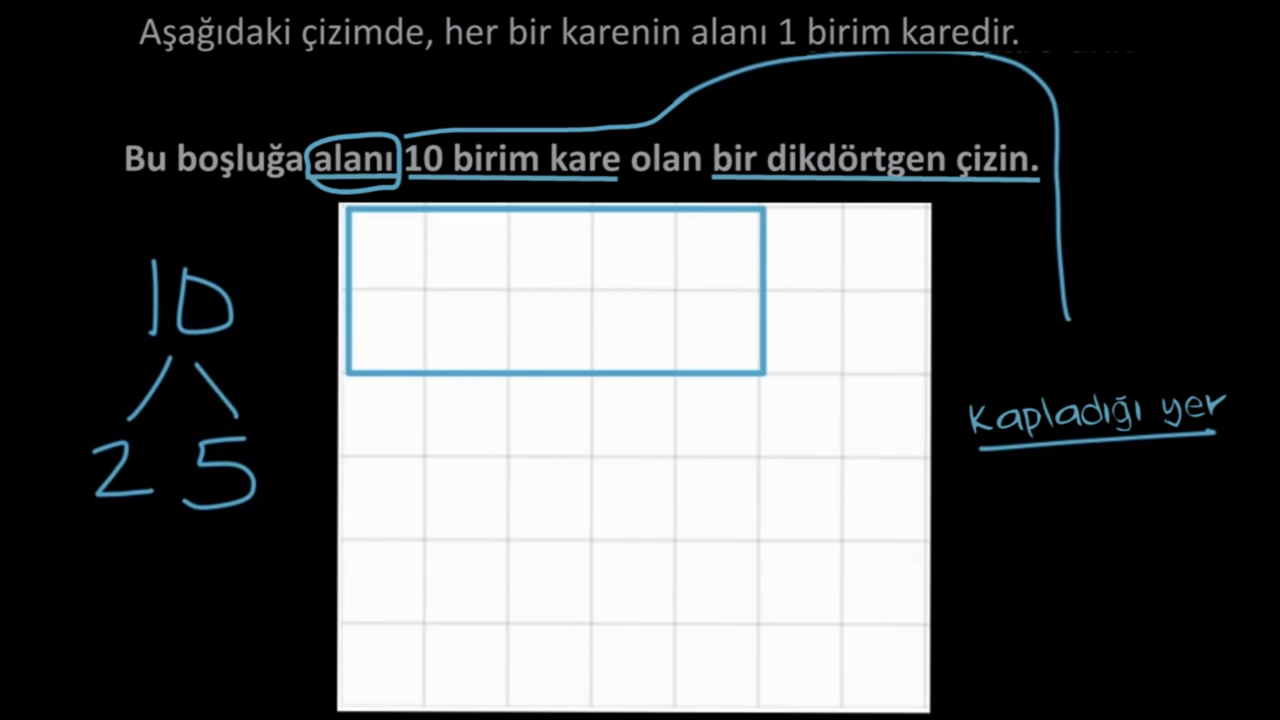 Aşağıdaki çizimde, her bir karenin alanı 1 birim karedir.
Bu boşluğa alanı 10 birim kare olan bir dikdörtgen çizin.
10
2 5
Kapladığı yer